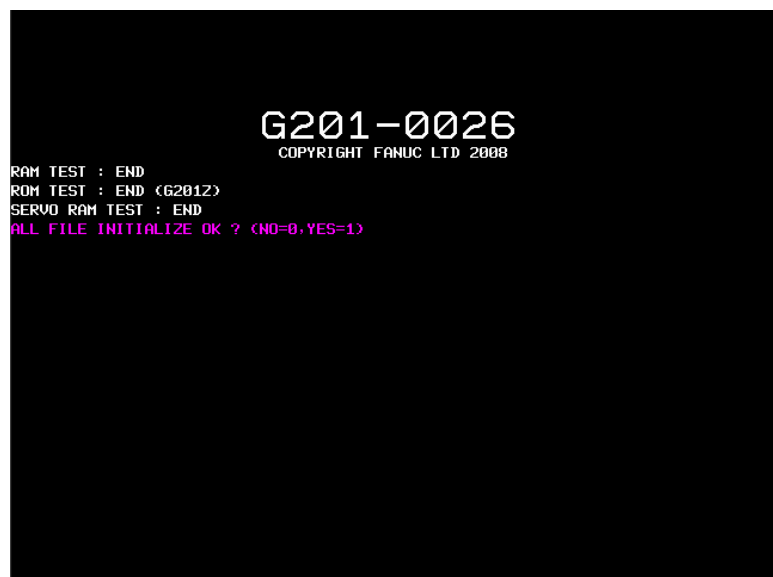 G201-0026
COPYRIGHT FANUC LTD 2008
RAM TEST : END
ROM TEST : END (G201Z)
SERVO RAM TEST : END
ALL FILE INITIALIZE OK ? (NO=0,YES=1)